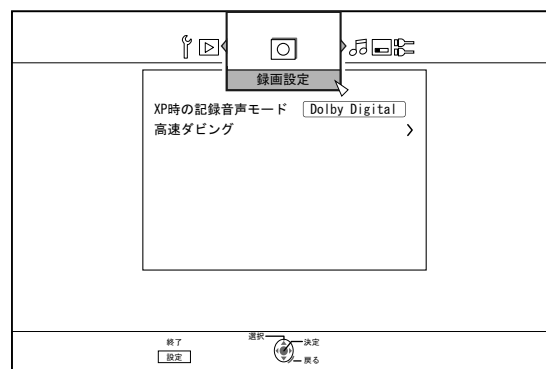 録画設定
XP時の記録音声モード Dolby Digital
高速ダビング
終了
設定
選択
決定
戻る